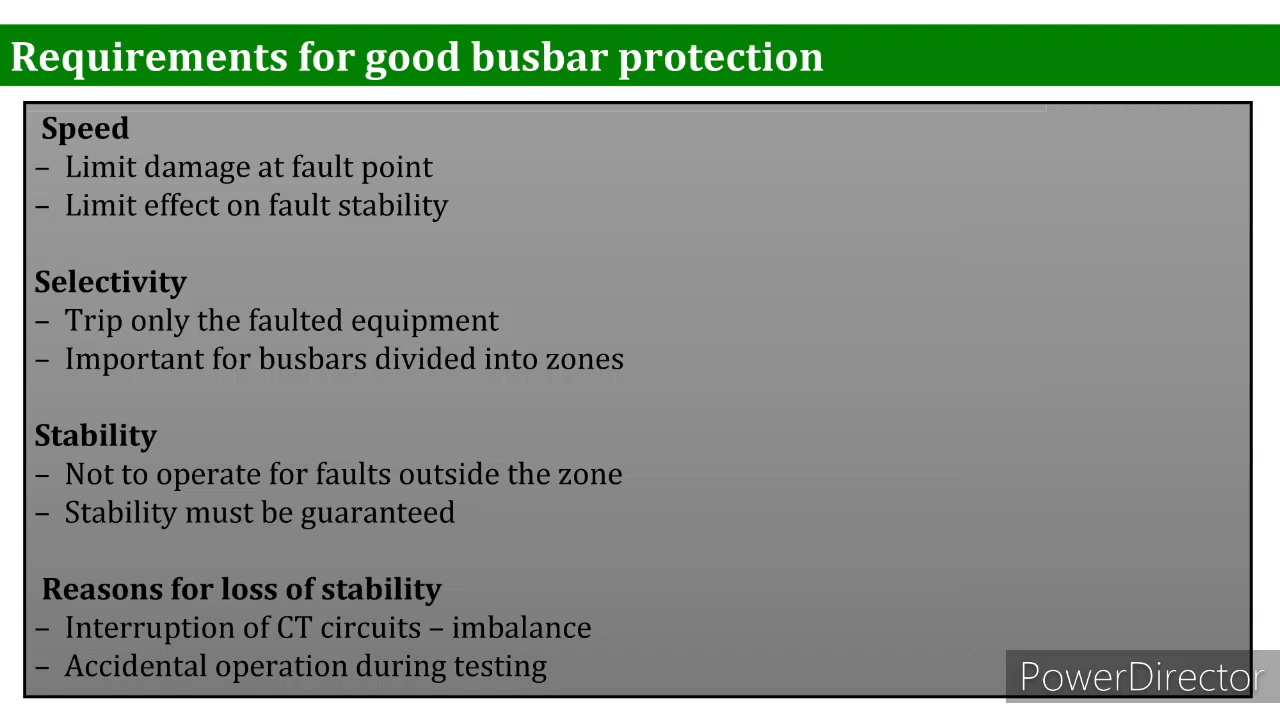 Requirements for good busbar protection
Speed
– Limit damage at fault point
– Limit effect on fault stability
Selectivity
– Trip only the faulted equipment
– Important for busbars divided into zones
Stability
– Not to operate for faults outside the zone
– Stability must be guaranteed
Reasons for loss of stability
– Interruption of CT circuits – imbalance
– Accidental operation during testing
PowerDirector